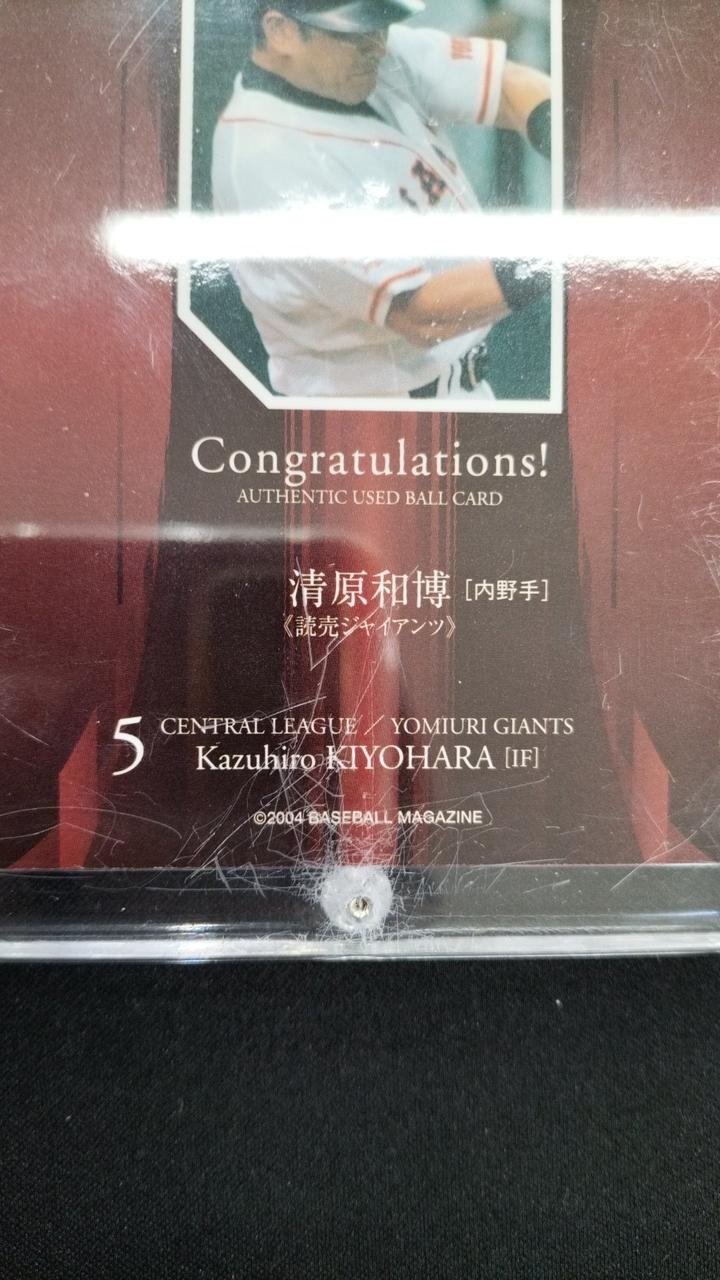 Congratulations!
AUTHENTIC USED BALL CARD
清原和博 [内野手]
《読売ジャイアンツ》
5 CENTRAL LEAGUE / YOMIURI GIANTS
Kazuhiro KIYOHARA [IF]
©2004 BASEBALL MAGAZINE